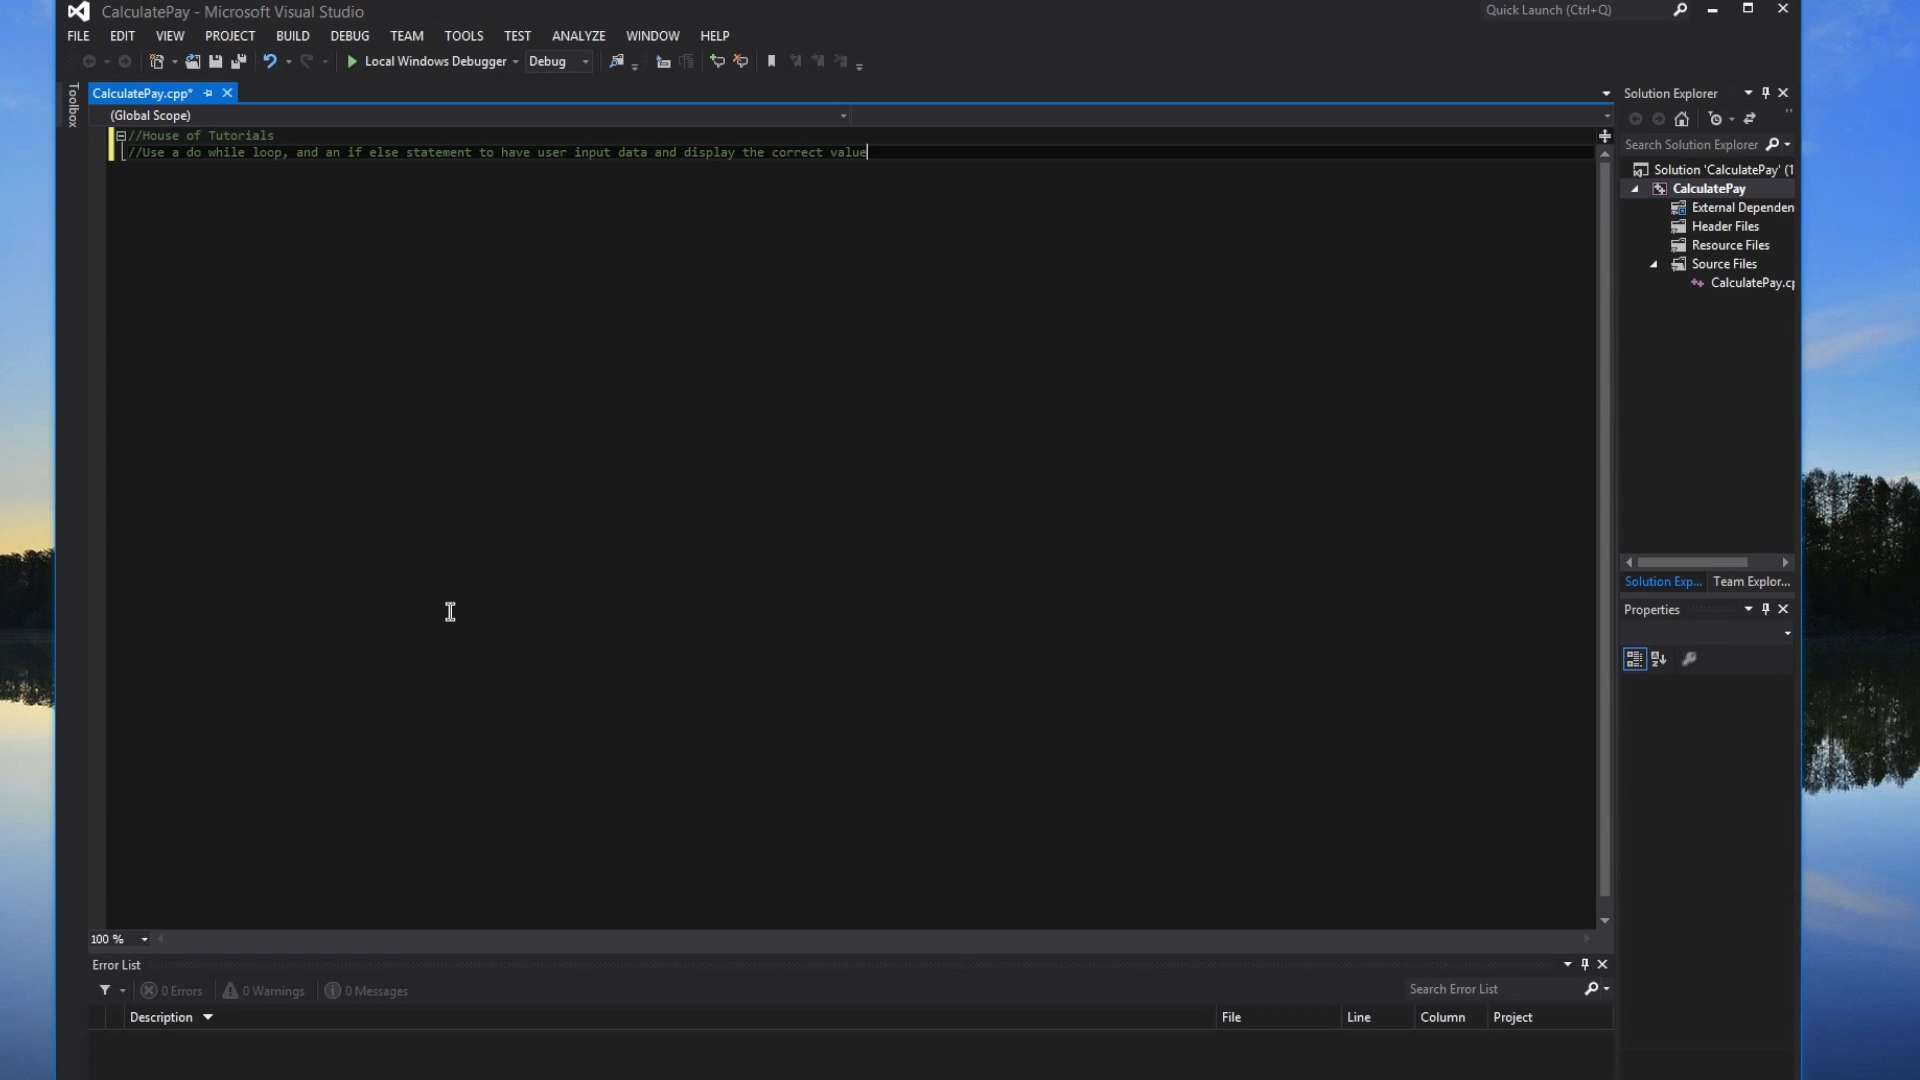 CalculatePay - Microsoft Visual Studio
Quick Launch (Ctrl+Q)
FILE EDIT VIEW PROJECT BUILD DEBUG TEAM TOOLS TEST ANALYZE WINDOW HELP
Local Windows Debugger Debug
Toolbox
CalculatePay.cpp*
(Global Scope)
//House of Tutorials
//Use a do while loop, and an if else statement to have user input data and display the correct value
Solution Explorer
Search Solution Explorer
Solution 'CalculatePay' (1
CalculatePay
External Dependen
Header Files
Resource Files
Source Files
CalculatePay.cp
Solution Exp... Team Explor...
Properties
100 %
Error List
0 Errors 0 Warnings 0 Messages
Search Error List
Description File Line Column Project